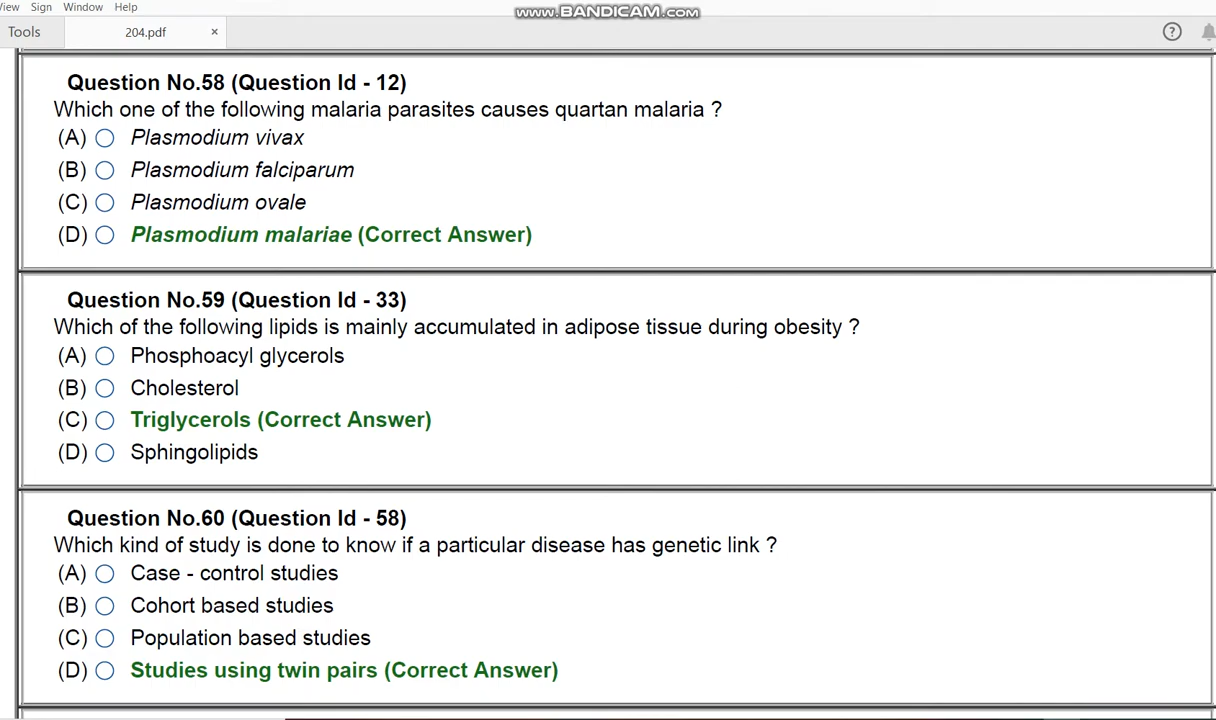 View Sign Window Help
www.BANDICAM.com
Tools 204.pdf × ?
Question No.58 (Question Id - 12)
Which one of the following malaria parasites causes quartan malaria ?
(A) Plasmodium vivax
(B) Plasmodium falciparum
(C) Plasmodium ovale
(D) Plasmodium malariae (Correct Answer)
Question No.59 (Question Id - 33)
Which of the following lipids is mainly accumulated in adipose tissue during obesity ?
(A) Phosphoacyl glycerols
(B) Cholesterol
(C) Triglycerols (Correct Answer)
(D) Sphingolipids
Question No.60 (Question Id - 58)
Which kind of study is done to know if a particular disease has genetic link ?
(A) Case - control studies
(B) Cohort based studies
(C) Population based studies
(D) Studies using twin pairs (Correct Answer)